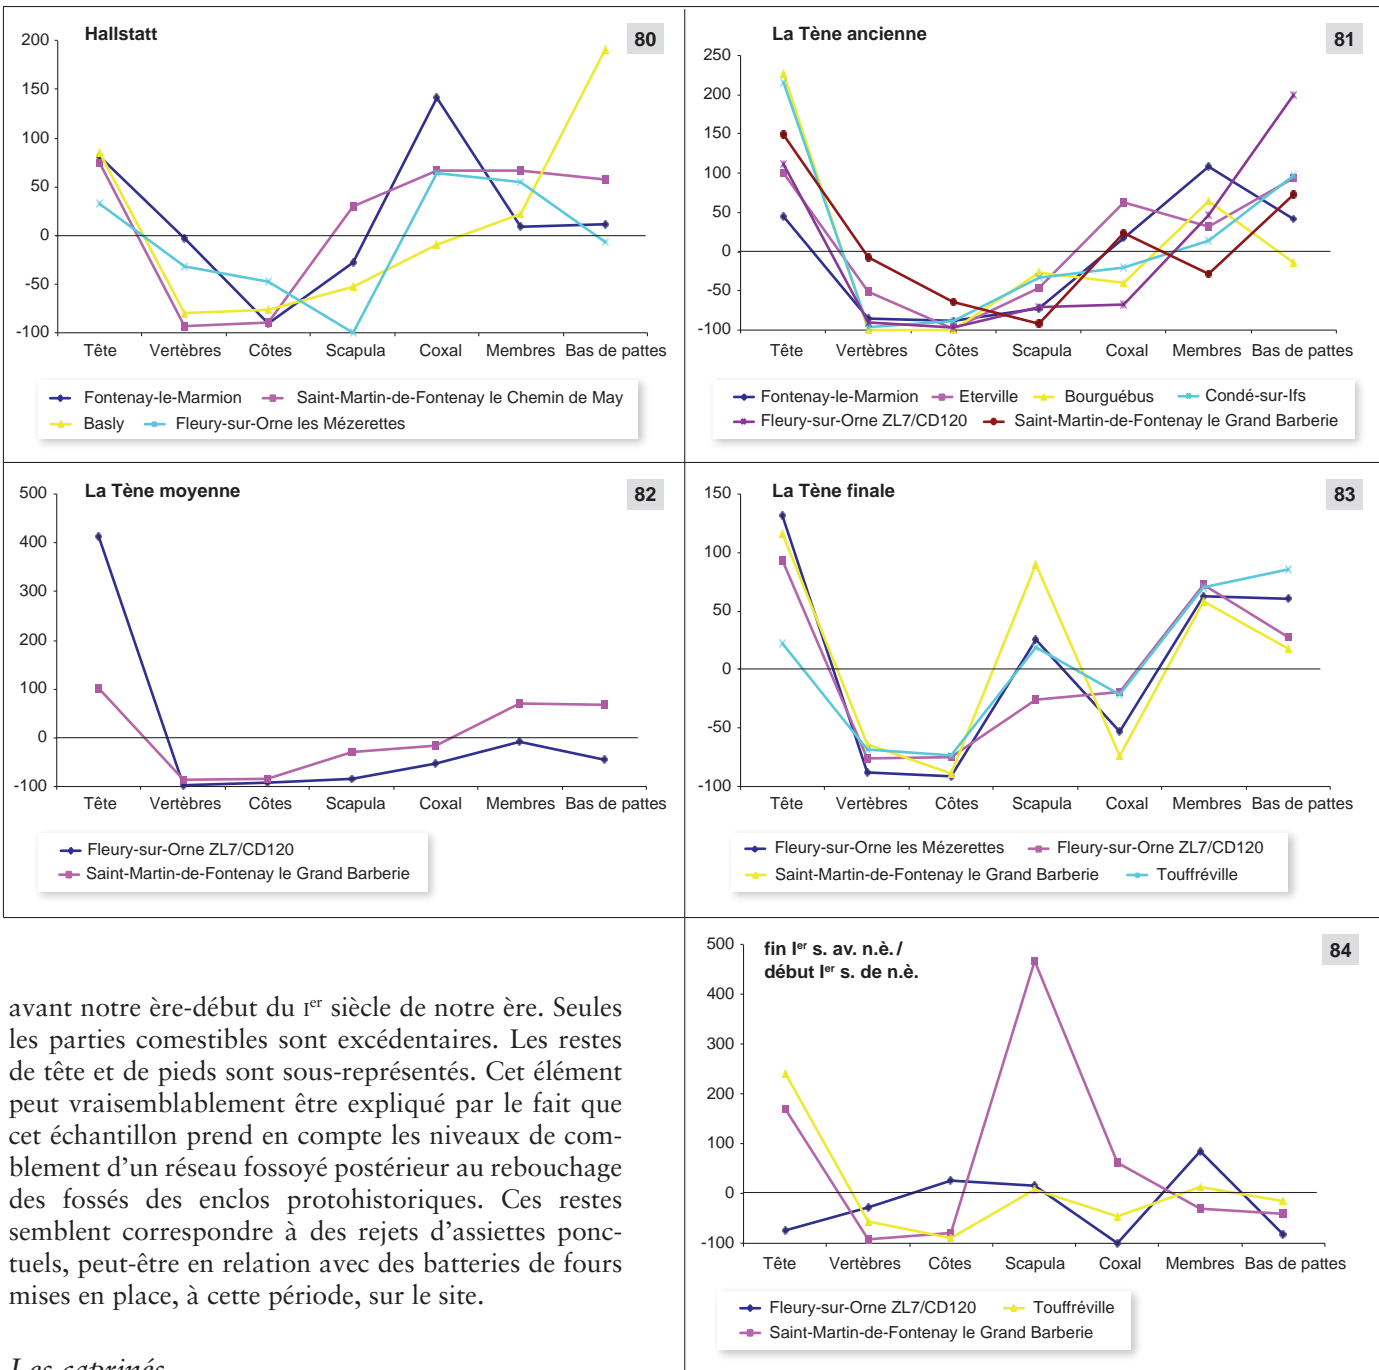 Hallstatt
80
200
150
100
50
0
-50
-100
Tête Vertèbres Côtes Scapula Coxal Membres Bas de pattes
Fontenay-le-Marmion Saint-Martin-de-Fontenay le Chemin de May
Basly Fleury-sur-Orne les Mézerettes
La Tène ancienne
81
250
200
150
100
50
0
-50
-100
Tête Vertèbres Côtes Scapula Coxal Membres Bas de pattes
Fontenay-le-Marmion Eterville Bourguébus Condé-sur-Ifs
Fleury-sur-Orne ZL7/CD120 Saint-Martin-de-Fontenay le Grand Barberie
La Tène moyenne
82
500
400
300
200
100
0
-100
Tête Vertèbres Côtes Scapula Coxal Membres Bas de pattes
Fleury-sur-Orne ZL7/CD120
Saint-Martin-de-Fontenay le Grand Barberie
La Tène finale
83
150
100
50
0
-50
-100
Tête Vertèbres Côtes Scapula Coxal Membres Bas de pattes
Fleury-sur-Orne les Mézerettes Fleury-sur-Orne ZL7/CD120
Saint-Martin-de-Fontenay le Grand Barberie Touffréville
avant notre ère-début du Ier siècle de notre ère. Seules
les parties comestibles sont excédentaires. Les restes
de tête et de pieds sont sous-représentés. Cet élément
peut vraisemblablement être expliqué par le fait que
cet échantillon prend en compte les niveaux de com-
blement d'un réseau fossoyé postérieur au rebouchage
des fossés des enclos protohistoriques. Ces restes
semblent correspondre à des rejets d'assiettes ponc-
tuels, peut-être en relation avec des batteries de fours
mises en place, à cette période, sur le site.
Les caprinés
fin Ier s. av. n.è. /
début Ier s. de n.è.
84
500
400
300
200
100
0
-100
Tête Vertèbres Côtes Scapula Coxal Membres Bas de pattes
Fleury-sur-Orne ZL7/CD120 Touffréville
Saint-Martin-de-Fontenay le Grand Barberie